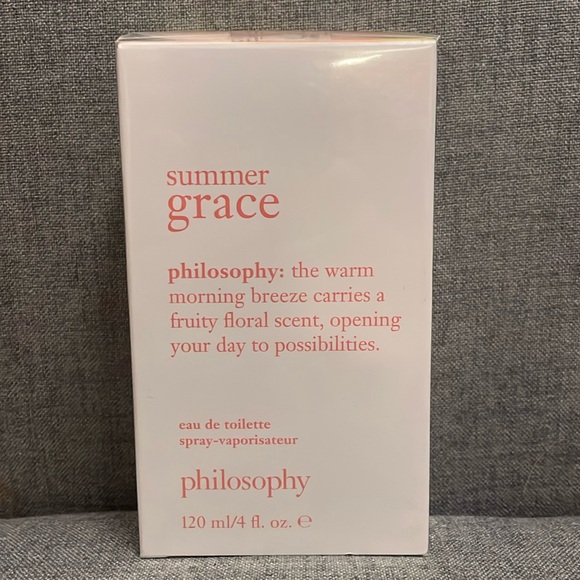 summer
grace
philosophy: the warm
morning breeze carries a
fruity floral scent, opening
your day to possibilities.
eau de toilette
spray-vaporisateur
philosophy
120 ml/4 fl. oz. ℮